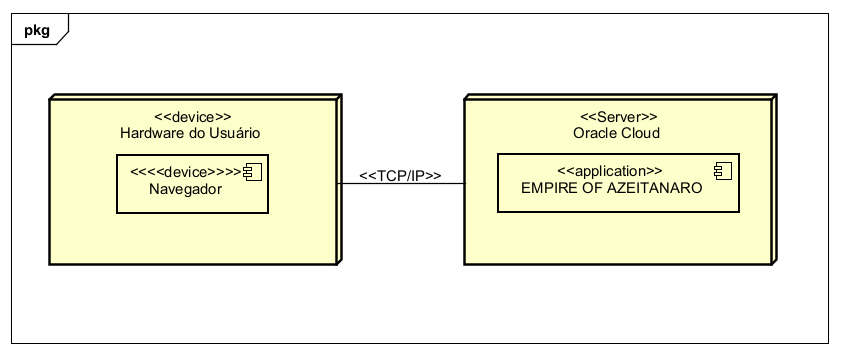 pkg
<<device>>
Hardware do Usuário
<<<<device>>>>
Navegador
<<TCP/IP>>
<<Server>>
Oracle Cloud
<<application>>
EMPIRE OF AZEITANARO